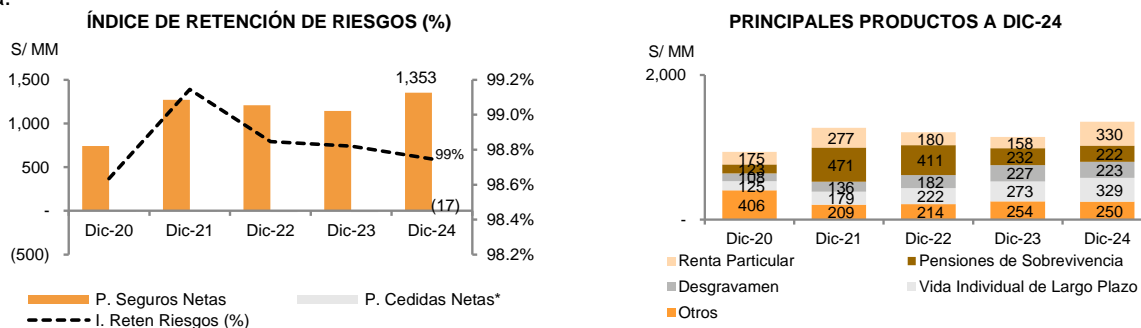 a.
ÍNDICE DE RETENCIÓN DE RIESGOS (%)
S/ MM
1,500
1,000
500
-
(500)
1,353
99%
(17)
99.2%
99.0%
98.8%
98.6%
98.4%
98.2%
Dic-20 Dic-21 Dic-22 Dic-23 Dic-24
P. Seguros Netas P. Cedidas Netas*
I. Reten Riesgos (%)
PRINCIPALES PRODUCTOS A DIC-24
S/ MM
2,000
-
175 277 180 158 330
123 471 411 232 222
108 136 182 227 223
125 179 222 273 329
406 209 214 254 250
Dic-20 Dic-21 Dic-22 Dic-23 Dic-24
Renta Particular Pensiones de Sobrevivencia
Desgravamen Vida Individual de Largo Plazo
Otros